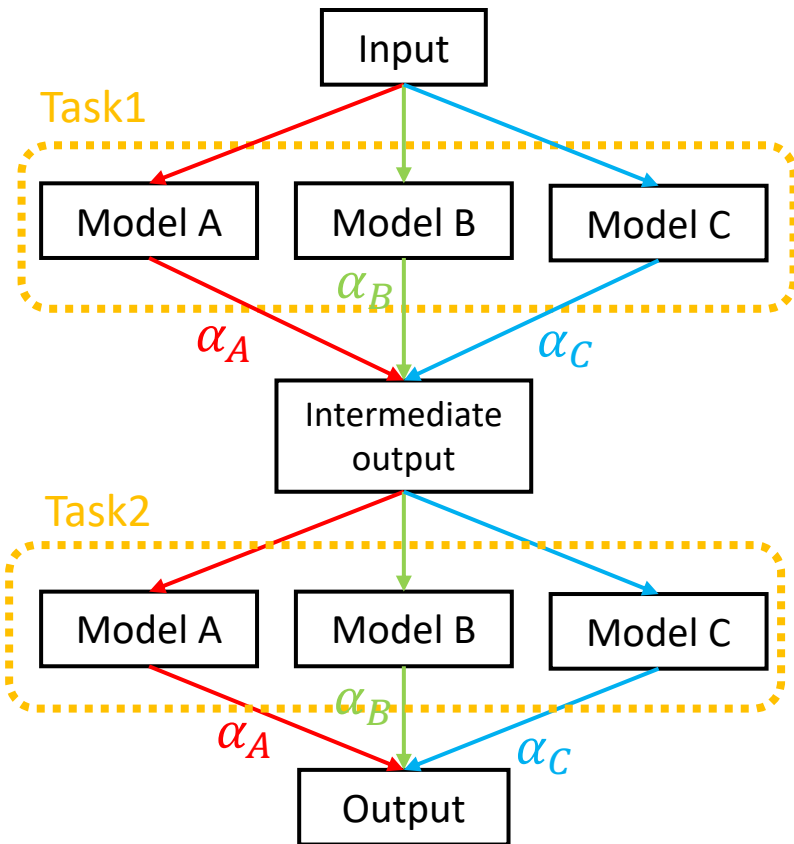 Input
Task1
Model A
Model B
Model C
α_B
α_A
α_C
Intermediate
output
Task2
Model A
Model B
Model C
α_B
α_A
α_C
Output